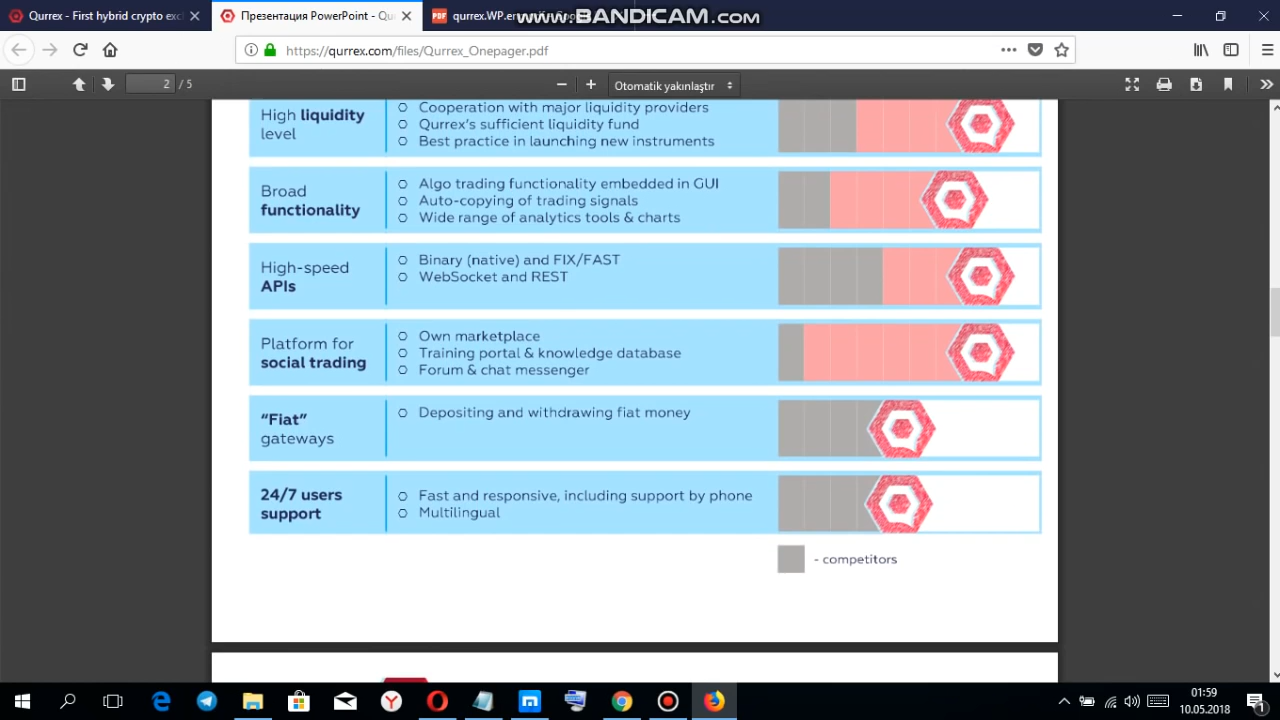 Qurrex - First hybrid crypto exc
Презентация PowerPoint - Qu
qurrex.WP.en
www.BANDICAM.com
https://qurrex.com/files/Qurrex_Onepager.pdf
2 / 5
Otomatik yakınlaştır
High liquidity
level
Cooperation with major liquidity providers
Qurrex's sufficient liquidity fund
Best practice in launching new instruments
Broad
functionality
Algo trading functionality embedded in GUI
Auto-copying of trading signals
Wide range of analytics tools & charts
High-speed
APIs
Binary (native) and FIX/FAST
WebSocket and REST
Platform for
social trading
Own marketplace
Training portal & knowledge database
Forum & chat messenger
“Fiat”
gateways
Depositing and withdrawing fiat money
24/7 users
support
Fast and responsive, including support by phone
Multilingual
- competitors
01:59
10.05.2018
1